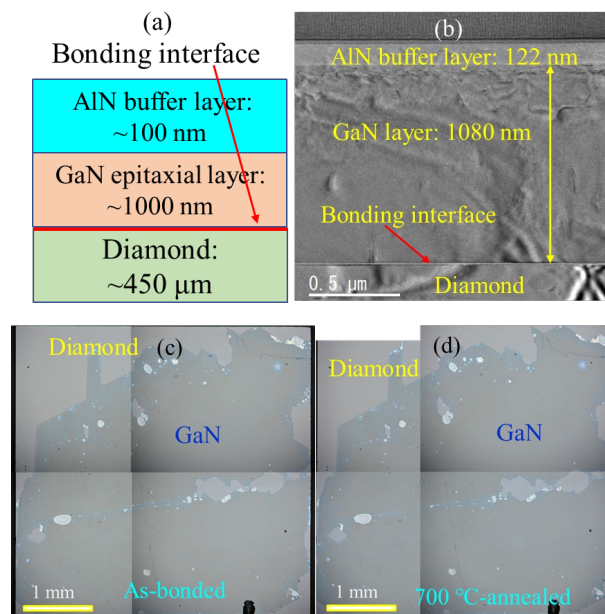 (a)
Bonding interface
AlN buffer layer:
~100 nm
GaN epitaxial layer:
~1000 nm
Diamond:
~450 μm
(b)
AlN buffer layer: 122 nm
GaN layer: 1080 nm
Bonding interface
0.5 μm
Diamond
Diamond
(c)
GaN
1 mm
As-bonded
Diamond
(d)
GaN
1 mm
700 °C-annealed